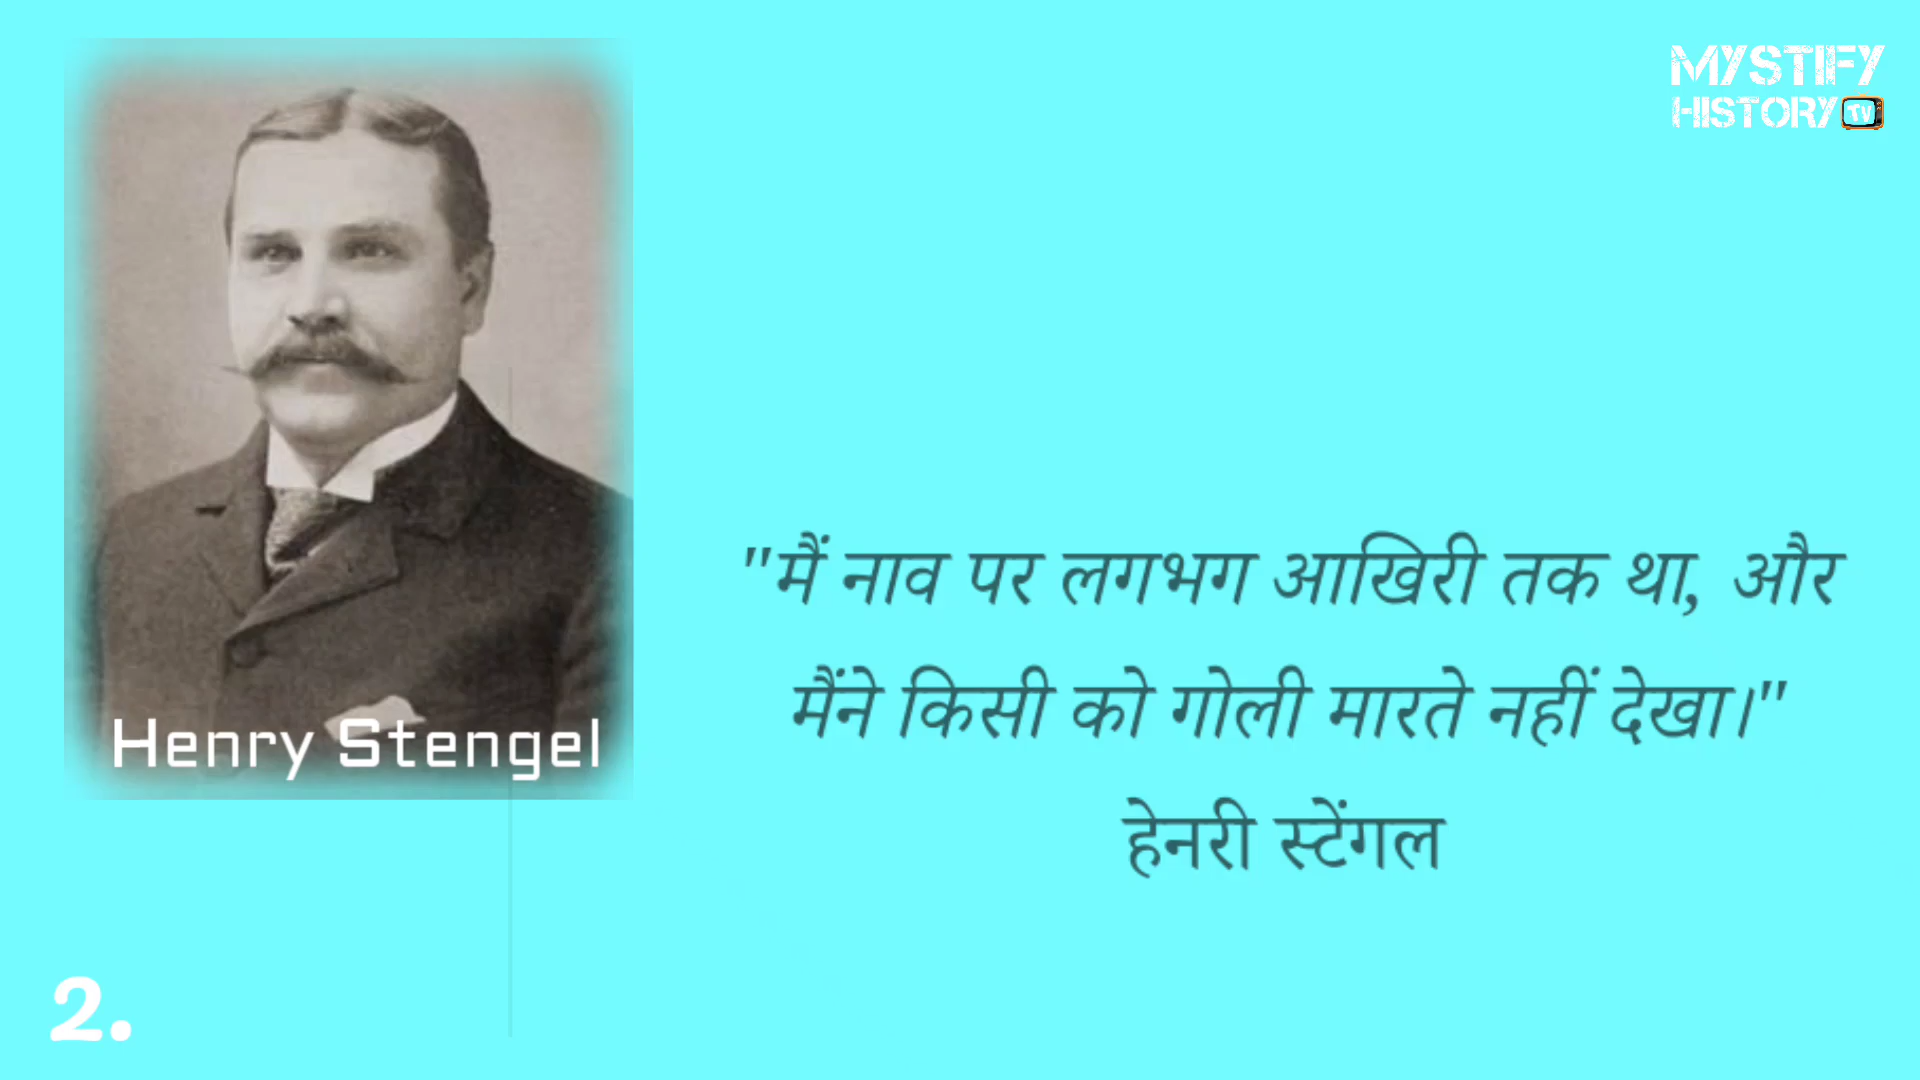 MYSTIFY
HISTORY TV
Henry Stengel
"मैं नाव पर लगभग आखिरी तक था, और
मैंने किसी को गोली मारते नहीं देखा।"
हेनरी स्टेंगल
2.